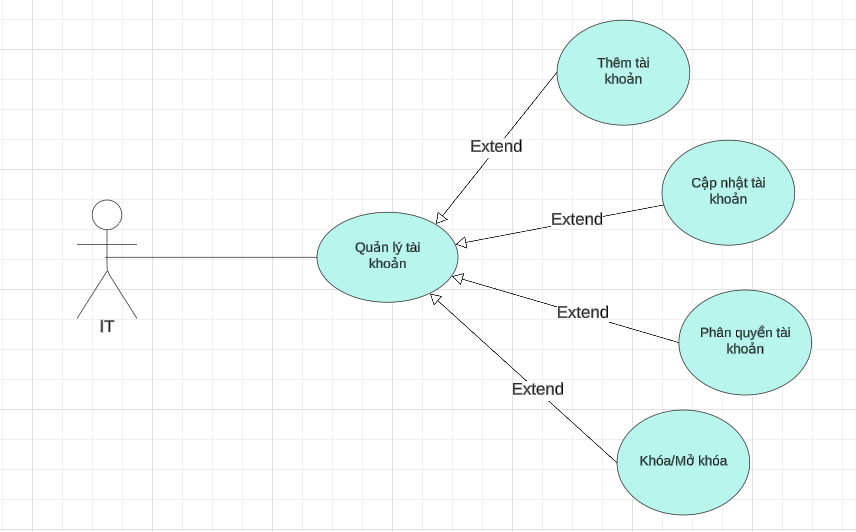 Thêm tài
khoản
Extend
Cập nhật tài
khoản
Extend
Quản lý tài
khoản
Extend
Phân quyền tài
khoản
IT
Extend
Khóa/Mở khóa